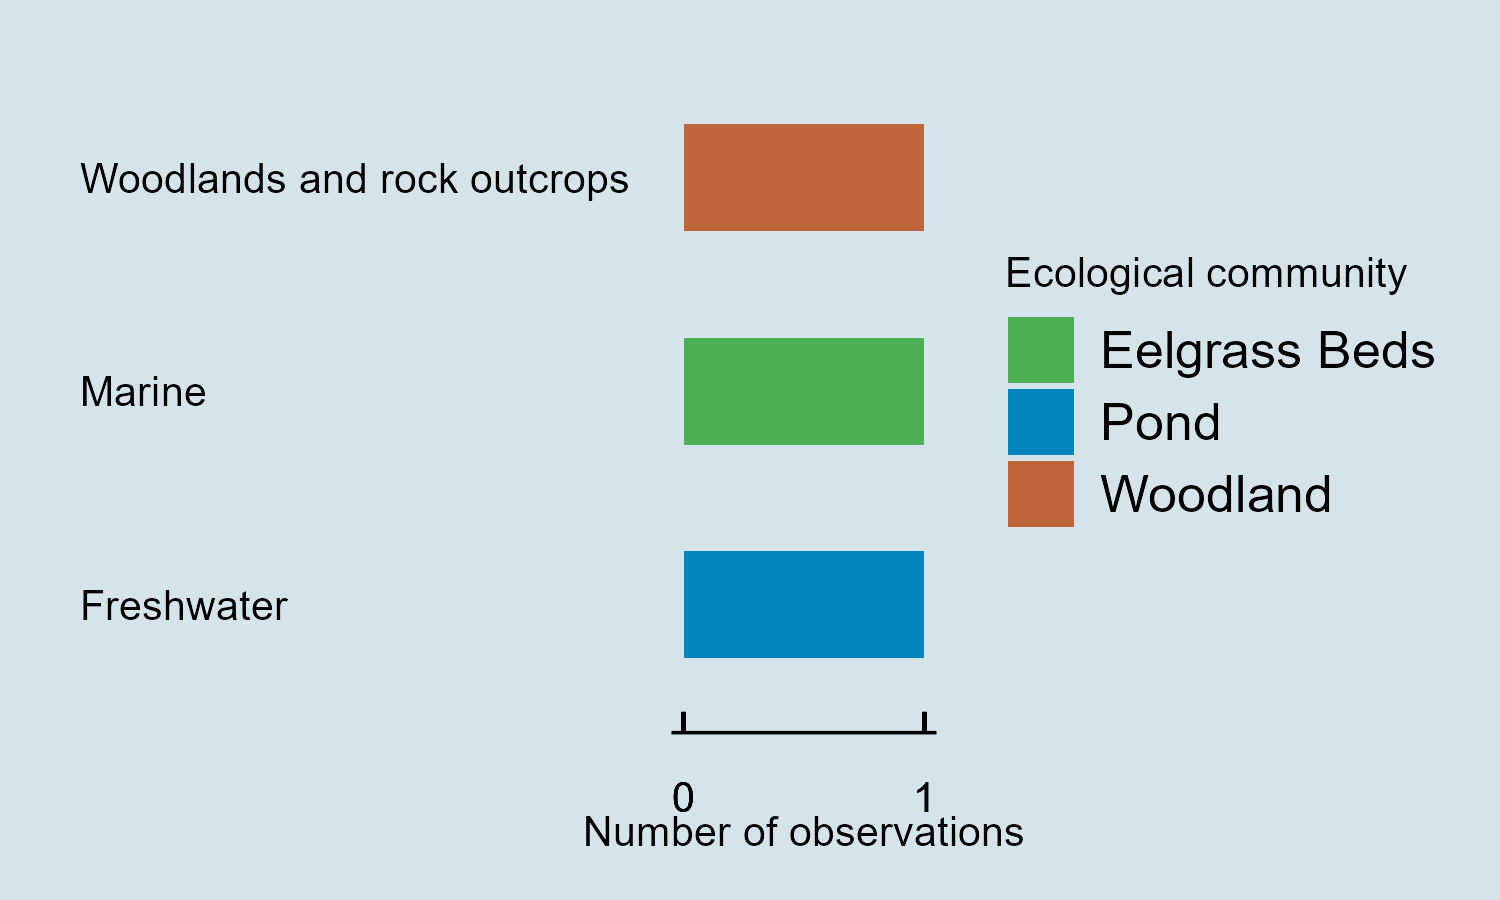 Woodlands and rock outcrops
Marine
Freshwater
0 1
Number of observations
Ecological community
Eelgrass Beds
Pond
Woodland